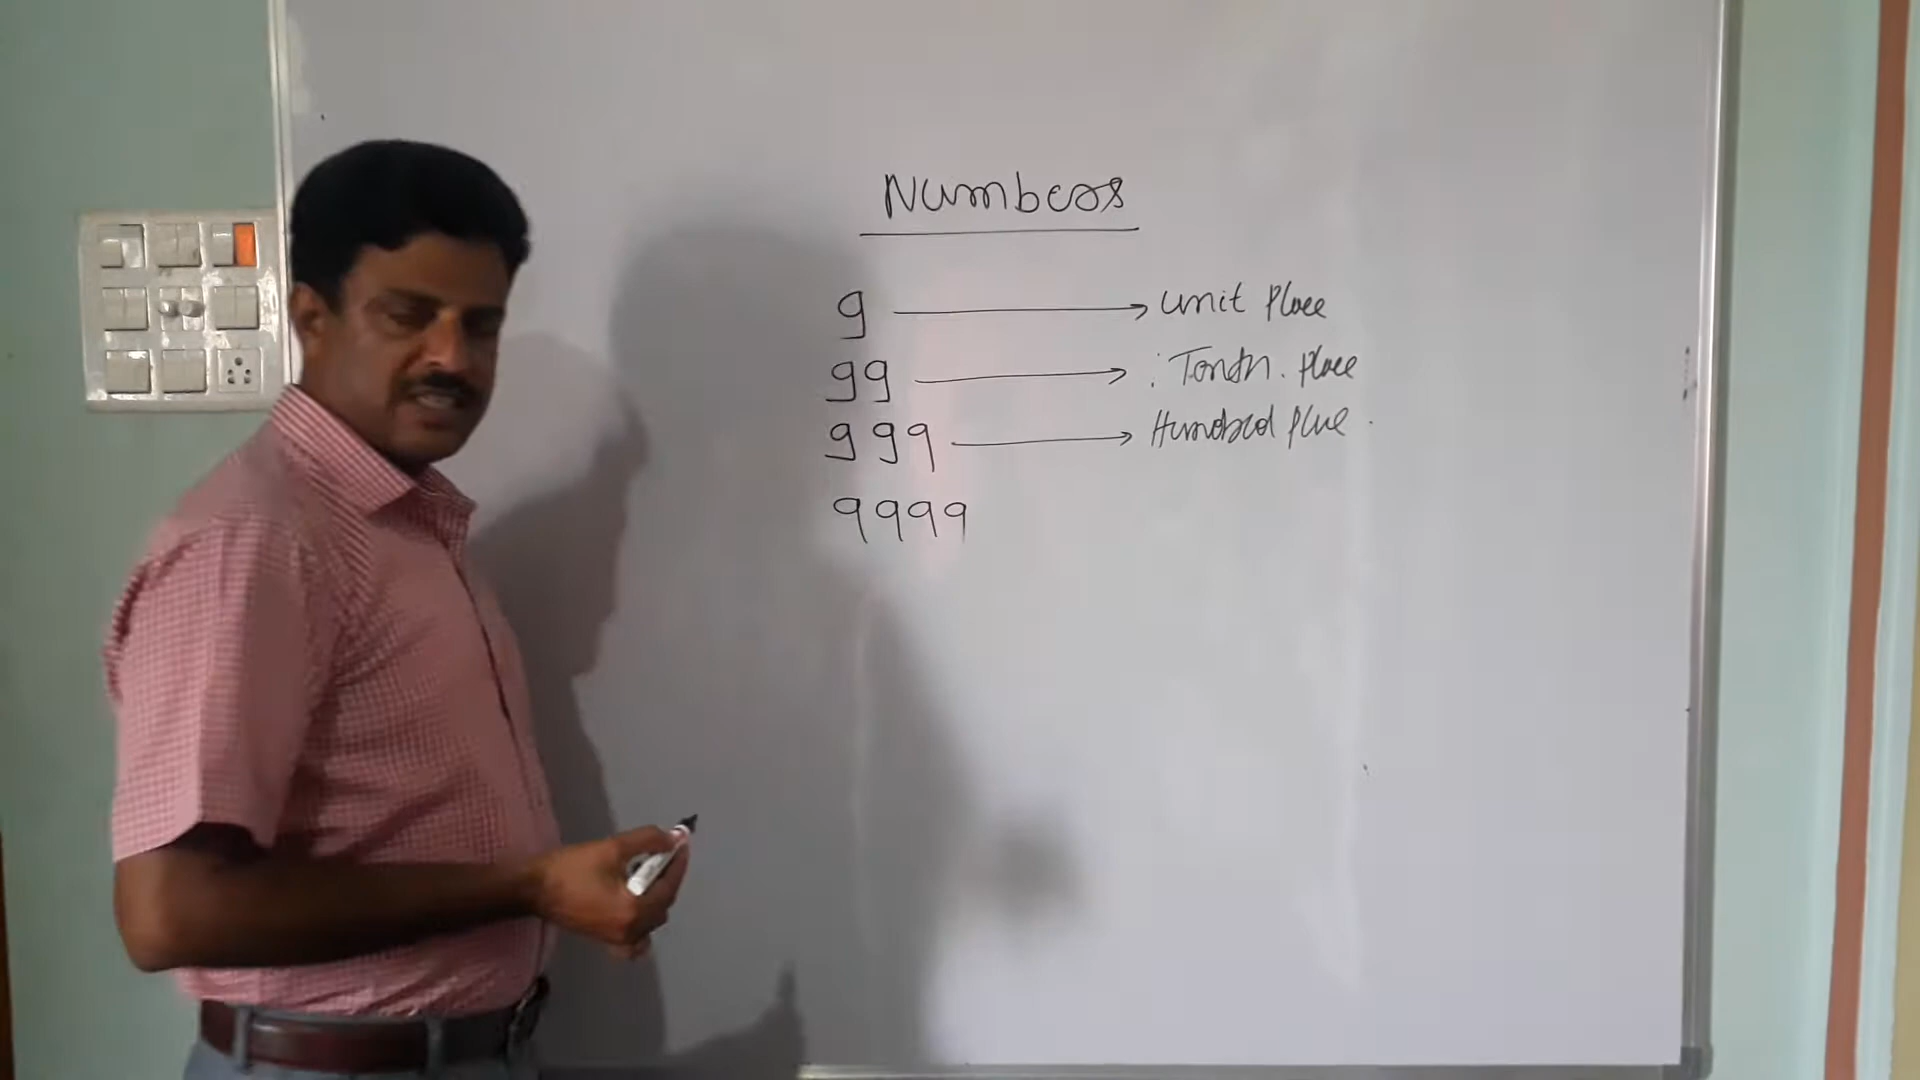 Numbers
9 → unit place
99 → : Tenth. place
999 → Hundred place.
9999